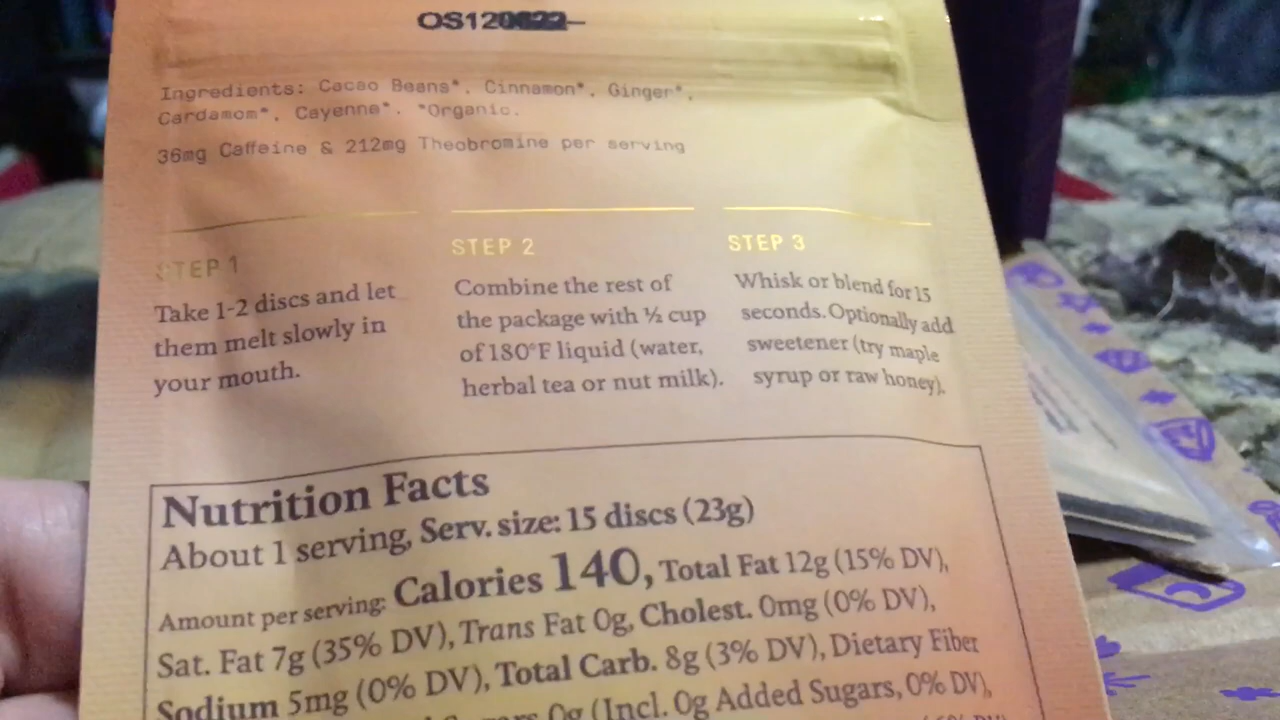 Ingredients: Cacao Beans*, Cinnamon*, Ginger*,
Cardamom*, Cayenne*. *Organic.
36mg Caffeine & 212mg Theobromine per serving
STEP 1
Take 1-2 discs and let
them melt slowly in
your mouth.
STEP 2
Combine the rest of
the package with ½ cup
of 180°F liquid (water,
herbal tea or nut milk).
STEP 3
Whisk or blend for 15
seconds. Optionally add
sweetener (try maple
syrup or raw honey).
Nutrition Facts
About 1 serving, Serv. size: 15 discs (23g)
Amount per serving: Calories 140, Total Fat 12g (15% DV),
Sat. Fat 7g (35% DV), Trans Fat 0g, Cholest. 0mg (0% DV),
Sodium 5mg (0% DV), Total Carb. 8g (3% DV), Dietary Fiber
0g (Incl. 0g Added Sugars, 0% DV),